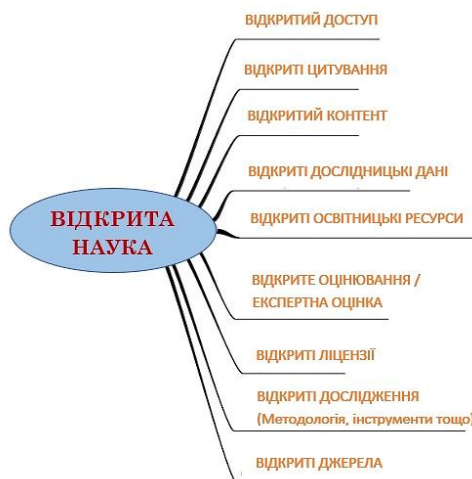 ВІДКРИТИЙ ДОСТУП
ВІДКРИТІ ЦИТУВАННЯ
ВІДКРИТИЙ КОНТЕНТ
ВІДКРИТІ ДОСЛІДНИЦЬКІ ДАНІ
ВІДКРИТА
НАУКА
ВІДКРИТІ ОСВІТНИЦЬКІ РЕСУРСИ
ВІДКРИТЕ ОЦІНЮВАННЯ /
ЕКСПЕРТНА ОЦІНКА
ВІДКРИТІ ЛІЦЕНЗІЇ
ВІДКРИТІ ДОСЛІДЖЕННЯ
(Методологія, інструменти тощо)
ВІДКРИТІ ДЖЕРЕЛА